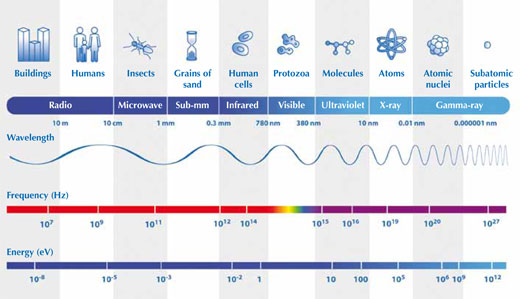 Buildings Humans Insects Grains of sand Human cells Protozoa Molecules Atoms Atomic nuclei Subatomic particles
Radio Microwave Sub-mm Infrared Visible Ultraviolet X-ray Gamma-ray
10 m 10 cm 1 mm 0.3 mm 780 nm 380 nm 10 nm 0.01 nm 0.000001 nm
Wavelength
Frequency (Hz)
10⁷ 10⁹ 10¹¹ 10¹² 10¹⁴ 10¹⁵ 10¹⁶ 10¹⁹ 10²⁰ 10²⁷
Energy (eV)
10⁻⁸ 10⁻⁵ 10⁻³ 10⁻² 1 10 100 10⁵ 10⁶ 10⁹ 10¹²